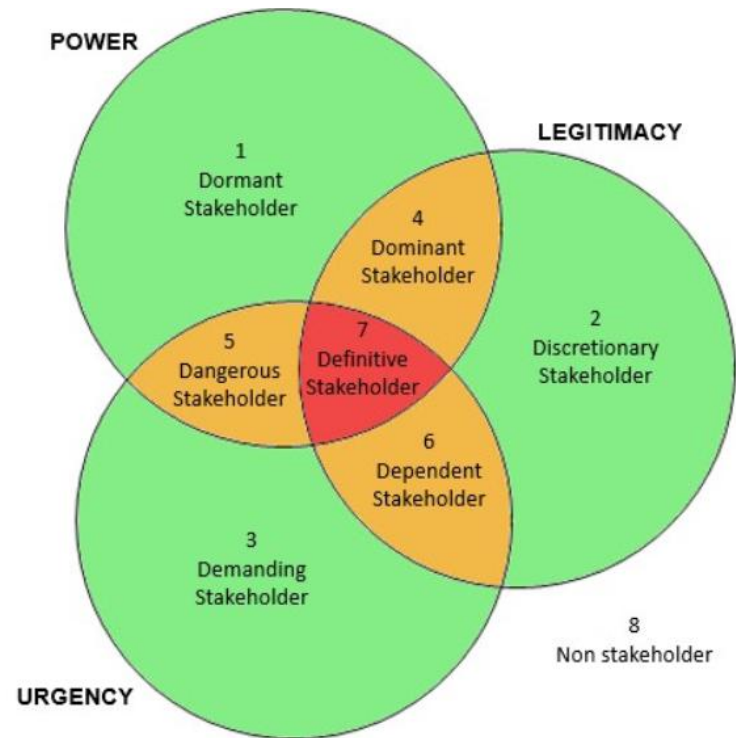 POWER
LEGITIMACY
1
Dormant
Stakeholder
4
Dominant
Stakeholder
2
Discretionary
Stakeholder
5
Dangerous
Stakeholder
7
Definitive
Stakeholder
6
Dependent
Stakeholder
3
Demanding
Stakeholder
8
Non stakeholder
URGENCY